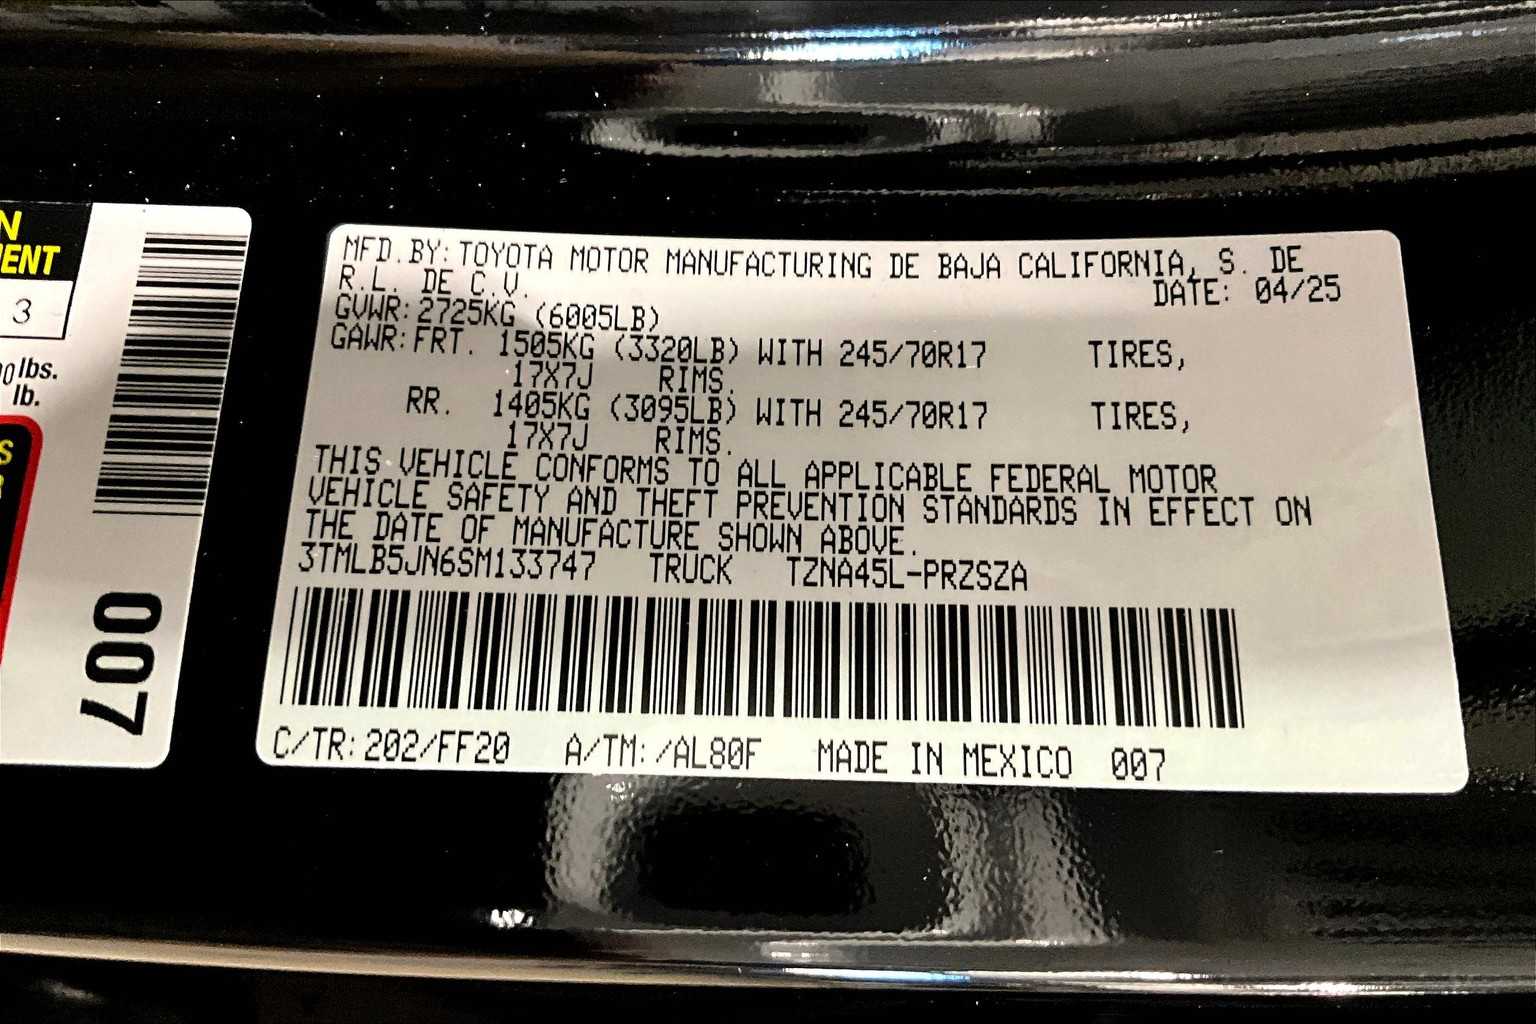 N
ENT
3
0 lbs.
lb.
S
R
007
MFD.BY: TOYOTA MOTOR MANUFACTURING DE BAJA CALIFORNIA, S. DE
R.L. DE C.V.
DATE: 04/25
GVWR: 2725KG (6005LB)
GAWR: FRT. 1505KG (3320LB) WITH 245/70R17 TIRES,
17X7J RIMS.
RR. 1405KG (3095LB) WITH 245/70R17 TIRES,
17X7J RIMS.
THIS VEHICLE CONFORMS TO ALL APPLICABLE FEDERAL MOTOR
VEHICLE SAFETY AND THEFT PREVENTION STANDARDS IN EFFECT ON
THE DATE OF MANUFACTURE SHOWN ABOVE.
3TMLB5JN6SM133747 TRUCK TZNA45L-PRZSZA
C/TR: 202/FF20 A/TM: /AL80F MADE IN MEXICO 007